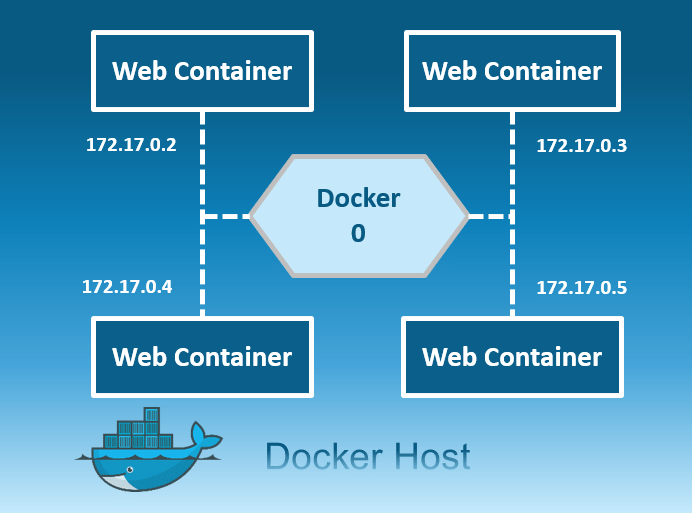 Web Container
Web Container
172.17.0.2
172.17.0.3
Docker
0
172.17.0.4
172.17.0.5
Web Container
Web Container
Docker Host